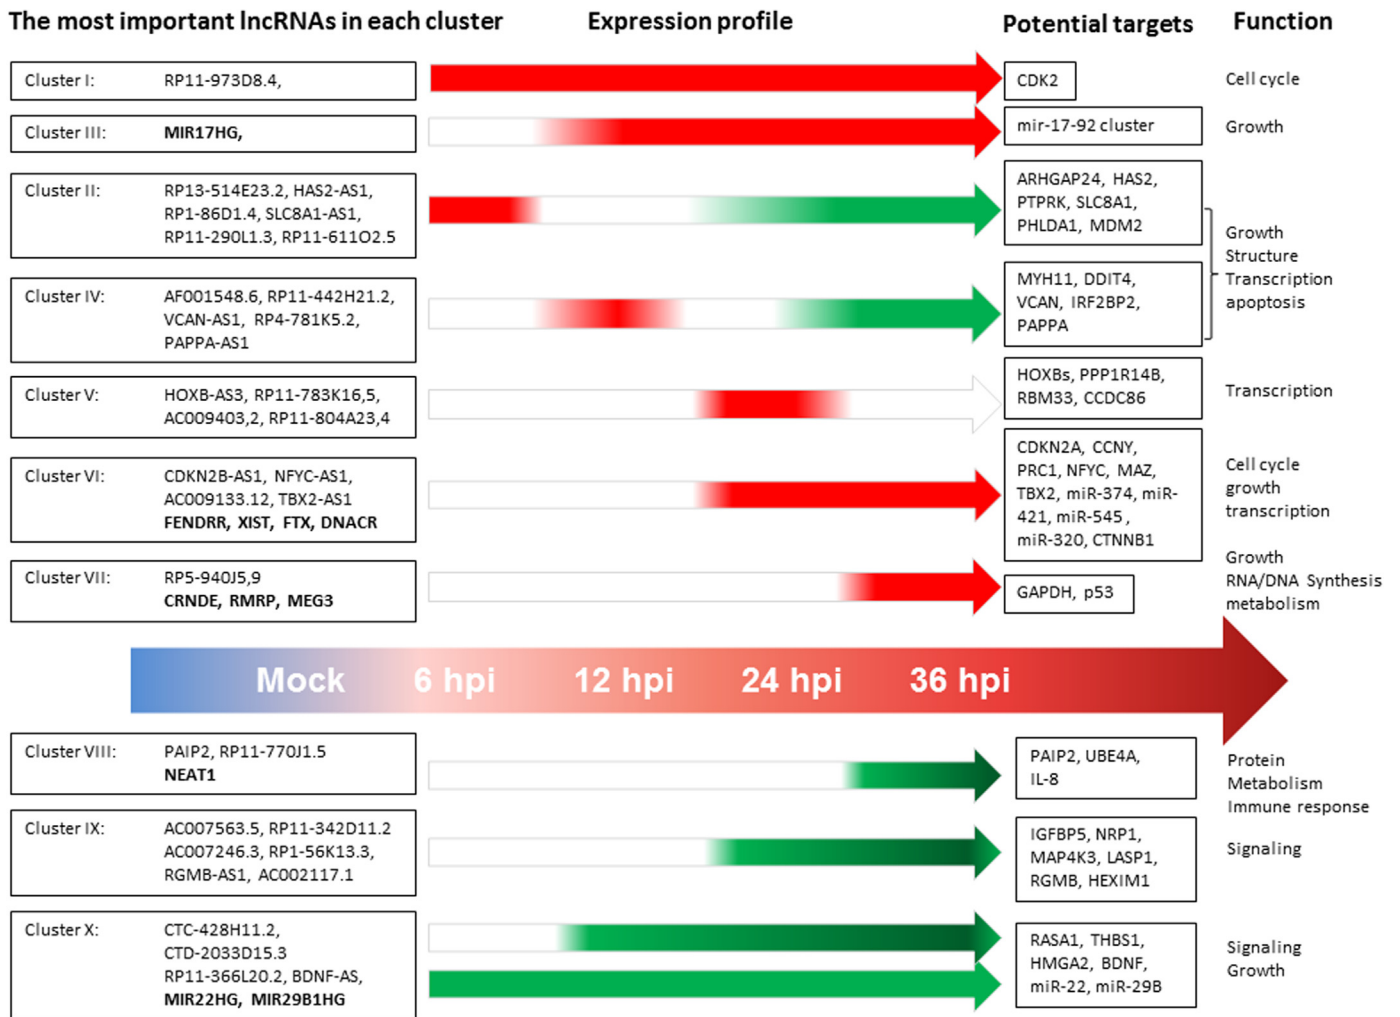 The most important lncRNAs in each cluster
Expression profile
Potential targets
Function
Cluster I:
RP11-973D8.4,
CDK2
Cell cycle
Cluster III:
MIR17HG,
mir-17-92 cluster
Growth
Cluster II:
RP13-514E23.2, HAS2-AS1,
RP1-86D1.4, SLC8A1-AS1,
RP11-290L1.3, RP11-611O2.5
ARHGAP24, HAS2,
PTPRK, SLC8A1,
PHLDA1, MDM2
Growth
Structure
Transcription
apoptosis
Cluster IV:
AF001548.6, RP11-442H21.2,
VCAN-AS1, RP4-781K5.2,
PAPPA-AS1
MYH11, DDIT4,
VCAN, IRF2BP2,
PAPPA
Cluster V:
HOXB-AS3, RP11-783K16,5,
AC009403,2, RP11-804A23,4
HOXBs, PPP1R14B,
RBM33, CCDC86
Transcription
Cluster VI:
CDKN2B-AS1, NFYC-AS1,
AC009133.12, TBX2-AS1
FENDRR, XIST, FTX, DNACR
CDKN2A, CCNY,
PRC1, NFYC, MAZ,
TBX2, miR-374, miR-
421, miR-545 ,
miR-320, CTNNB1
Cell cycle
growth
transcription
Cluster VII:
RP5-940J5,9
CRNDE, RMRP, MEG3
GAPDH, p53
Growth
RNA/DNA Synthesis
metabolism
Mock
6 hpi
12 hpi
24 hpi
36 hpi
Cluster VIII:
PAIP2, RP11-770J1.5
NEAT1
PAIP2, UBE4A,
IL-8
Protein
Metabolism
Immune response
Cluster IX:
AC007563.5, RP11-342D11.2
AC007246.3, RP1-56K13.3,
RGMB-AS1, AC002117.1
IGFBP5, NRP1,
MAP4K3, LASP1,
RGMB, HEXIM1
Signaling
Cluster X:
CTC-428H11.2,
CTD-2033D15.3
RP11-366L20.2, BDNF-AS,
MIR22HG, MIR29B1HG
RASA1, THBS1,
HMGA2, BDNF,
miR-22, miR-29B
Signaling
Growth